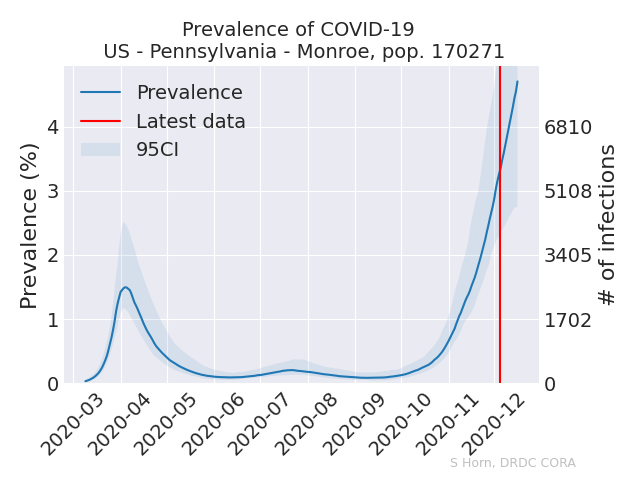 Prevalence of COVID-19
US - Pennsylvania - Monroe, pop. 170271
Prevalence
Latest data
95CI
Prevalence (%)
4
3
2
1
0
6810
5108
3405
1702
0
# of infections
2020-03
2020-04
2020-05
2020-06
2020-07
2020-08
2020-09
2020-10
2020-11
2020-12
S Horn, DRDC CORA